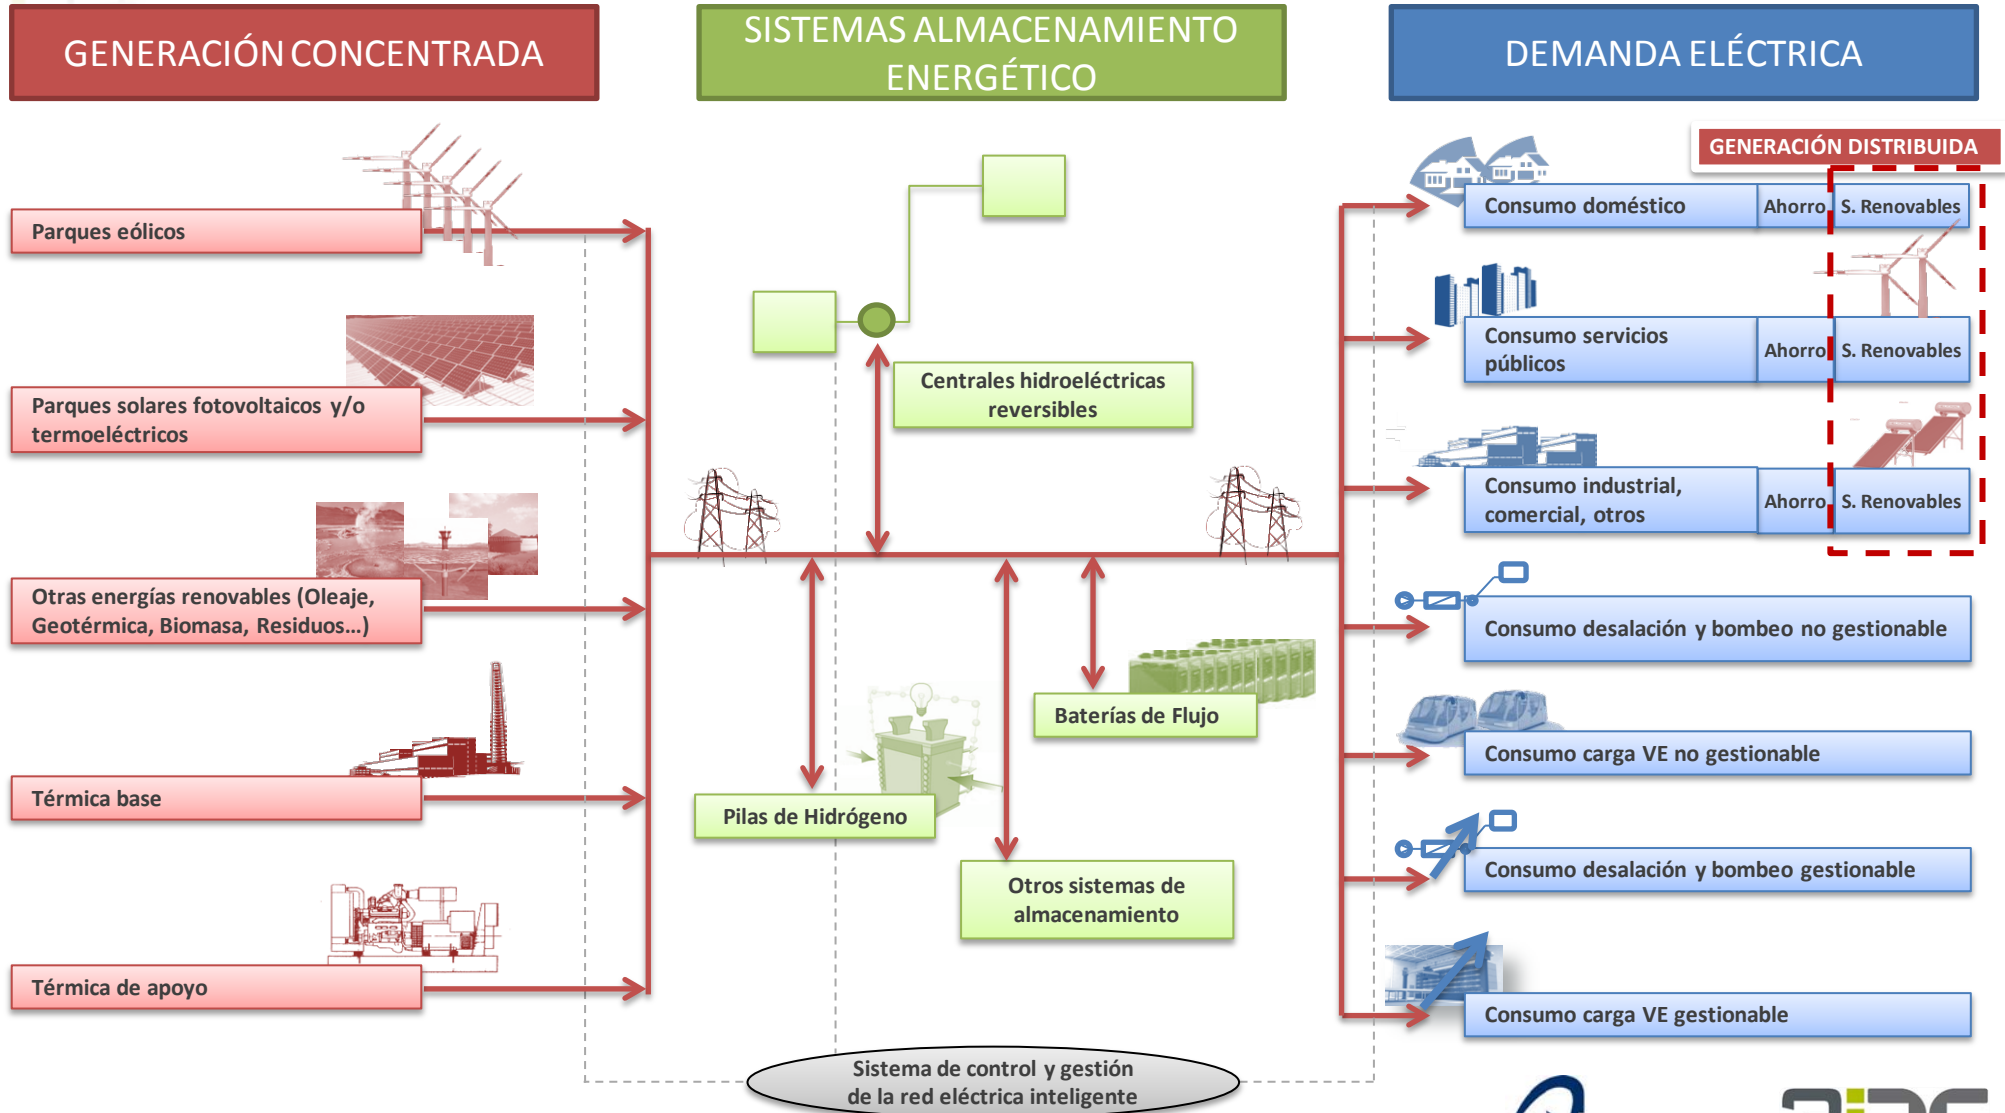 GENERACIÓN CONCENTRADA
SISTEMAS ALMACENAMIENTO
ENERGÉTICO
DEMANDA ELÉCTRICA
GENERACIÓN DISTRIBUIDA
Parques eólicos
Parques solares fotovoltaicos y/o
termoeléctricos
Otras energías renovables (Oleaje,
Geotérmica, Biomasa, Residuos...)
Térmica base
Térmica de apoyo
Centrales hidroeléctricas
reversibles
Baterías de Flujo
Pilas de Hidrógeno
Otros sistemas de
almacenamiento
Consumo doméstico
Ahorro
S. Renovables
Consumo servicios
públicos
Ahorro
S. Renovables
Consumo industrial,
comercial, otros
Ahorro
S. Renovables
Consumo desalación y bombeo no gestionable
Consumo carga VE no gestionable
Consumo desalación y bombeo gestionable
Consumo carga VE gestionable
Sistema de control y gestión
de la red eléctrica inteligente